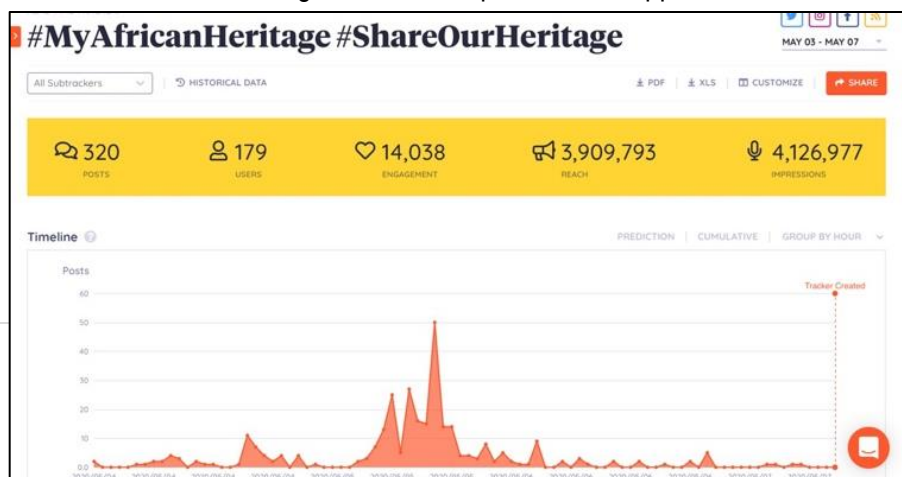 #MyAfricanHeritage #ShareOurHeritage
MAY 03 - MAY 07
All Subtrackers
HISTORICAL DATA
PDF
XLS
CUSTOMIZE
SHARE
320
POSTS
179
USERS
14,038
ENGAGEMENT
3,909,793
REACH
4,126,977
IMPRESSIONS
Timeline
PREDICTION
CUMULATIVE
GROUP BY HOUR
Posts
Tracker Created
60
50
30
20
10
0.0